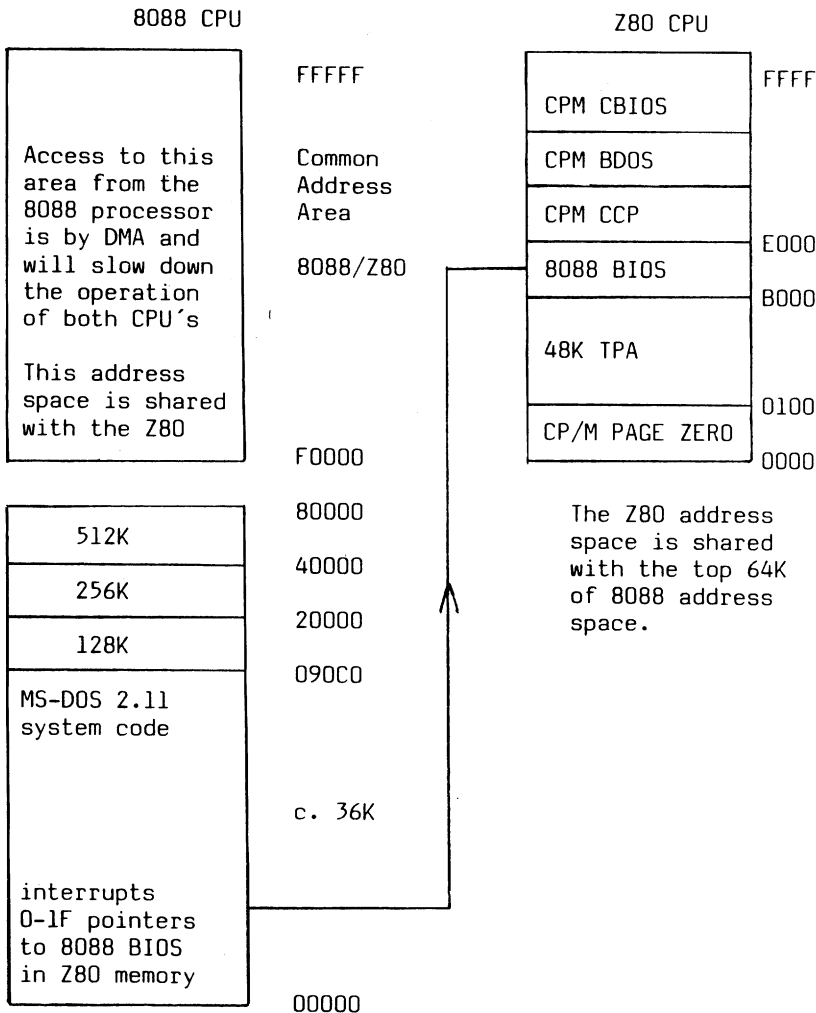 8088 CPU
FFFFF
Access to this
area from the
8088 processor
is by DMA and
will slow down
the operation
of both CPU's
This address
space is shared
with the Z80
Common
Address
Area
8088/Z80
F0000
80000
512K
40000
256K
20000
128K
090C0
MS-DOS 2.11
system code
c. 36K
interrupts
0-1F pointers
to 8088 BIOS
in Z80 memory
00000
Z80 CPU
FFFF
CPM CBIOS
CPM BDOS
CPM CCP
E000
8088 BIOS
B000
48K TPA
0100
CP/M PAGE ZERO
0000
The Z80 address
space is shared
with the top 64K
of 8088 address
space.